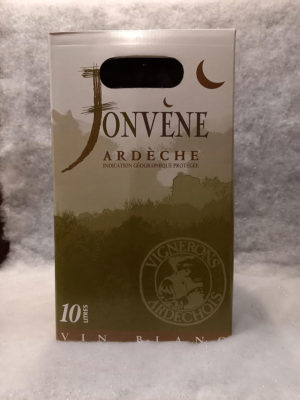 JONVÈNE
ARDÈCHE
INDICATION GÉOGRAPHIQUE PROTÉGÉE
VIGNERONS
ARDÉCHOIS
10 LITRES
VIN BLANC